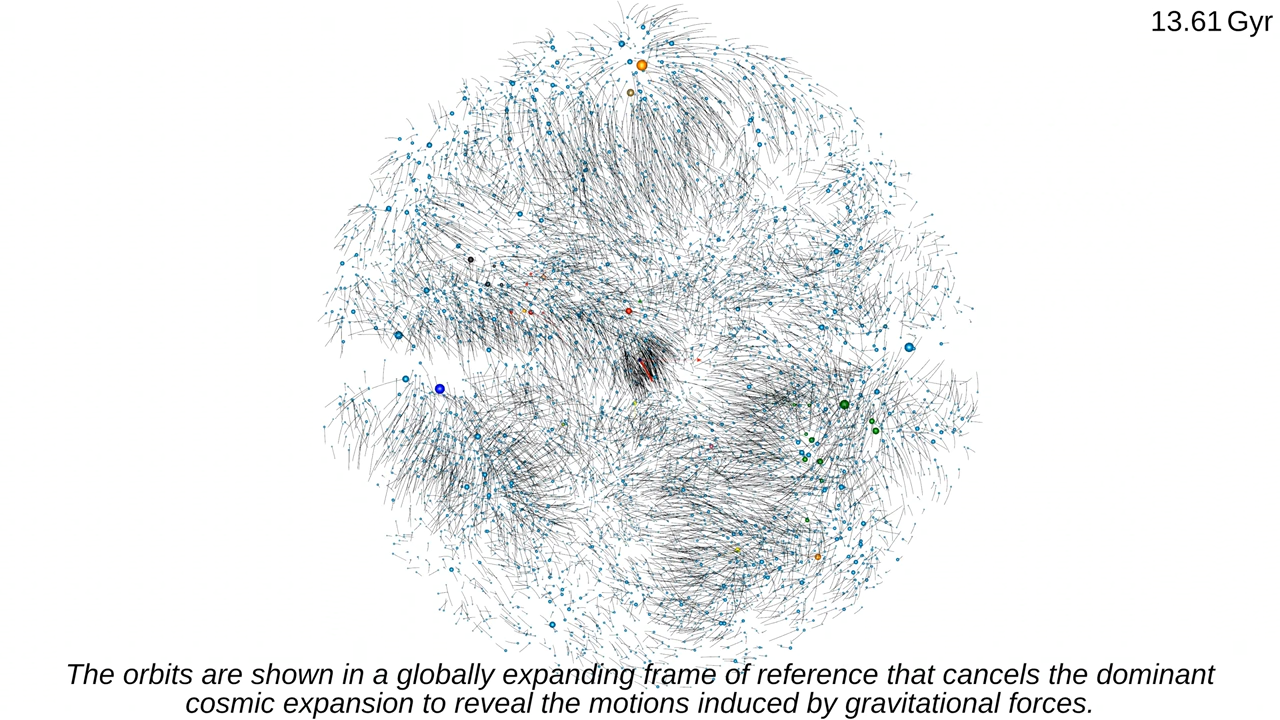 13.61 Gyr
The orbits are shown in a globally expanding frame of reference that cancels the dominant
cosmic expansion to reveal the motions induced by gravitational forces.